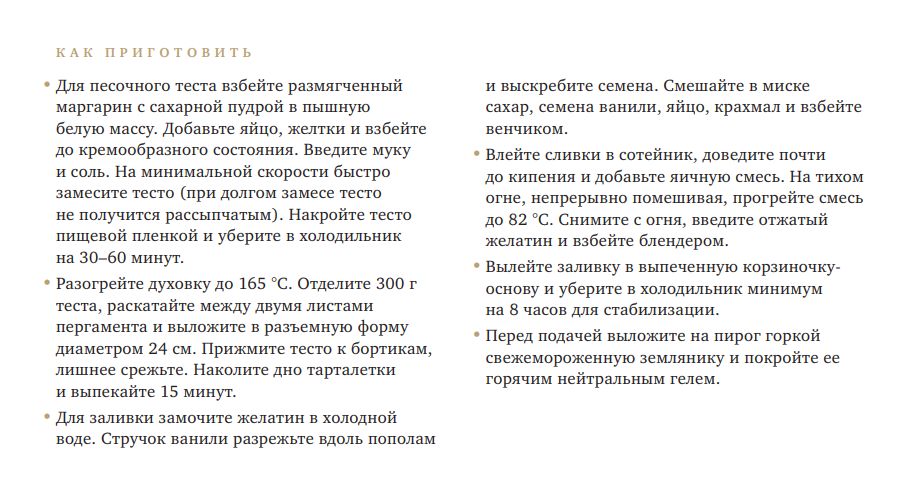 КАК ПРИГОТОВИТЬ
• Для песочного теста взбейте размягченный
маргарин с сахарной пудрой в пышную
белую массу. Добавьте яйцо, желтки и взбейте
до кремообразного состояния. Введите муку
и соль. На минимальной скорости быстро
замесите тесто (при долгом замесе тесто
не получится рассыпчатым). Накройте тесто
пищевой пленкой и уберите в холодильник
на 30–60 минут.
• Разогрейте духовку до 165 °С. Отделите 300 г
теста, раскатайте между двумя листами
пергамента и выложите в разъемную форму
диаметром 24 см. Прижмите тесто к бортикам,
лишнее срежьте. Наколите дно тарталетки
и выпекайте 15 минут.
• Для заливки замочите желатин в холодной
воде. Стручок ванили разрежьте вдоль пополам
и выскребите семена. Смешайте в миске
сахар, семена ванили, яйцо, крахмал и взбейте
венчиком.
• Влейте сливки в сотейник, доведите почти
до кипения и добавьте яичную смесь. На тихом
огне, непрерывно помешивая, прогрейте смесь
до 82 °С. Снимите с огня, введите отжатый
желатин и взбейте блендером.
• Вылейте заливку в выпеченную корзиночку-
основу и уберите в холодильник минимум
на 8 часов для стабилизации.
• Перед подачей выложите на пирог горкой
свежемороженную землянику и покройте ее
горячим нейтральным гелем.